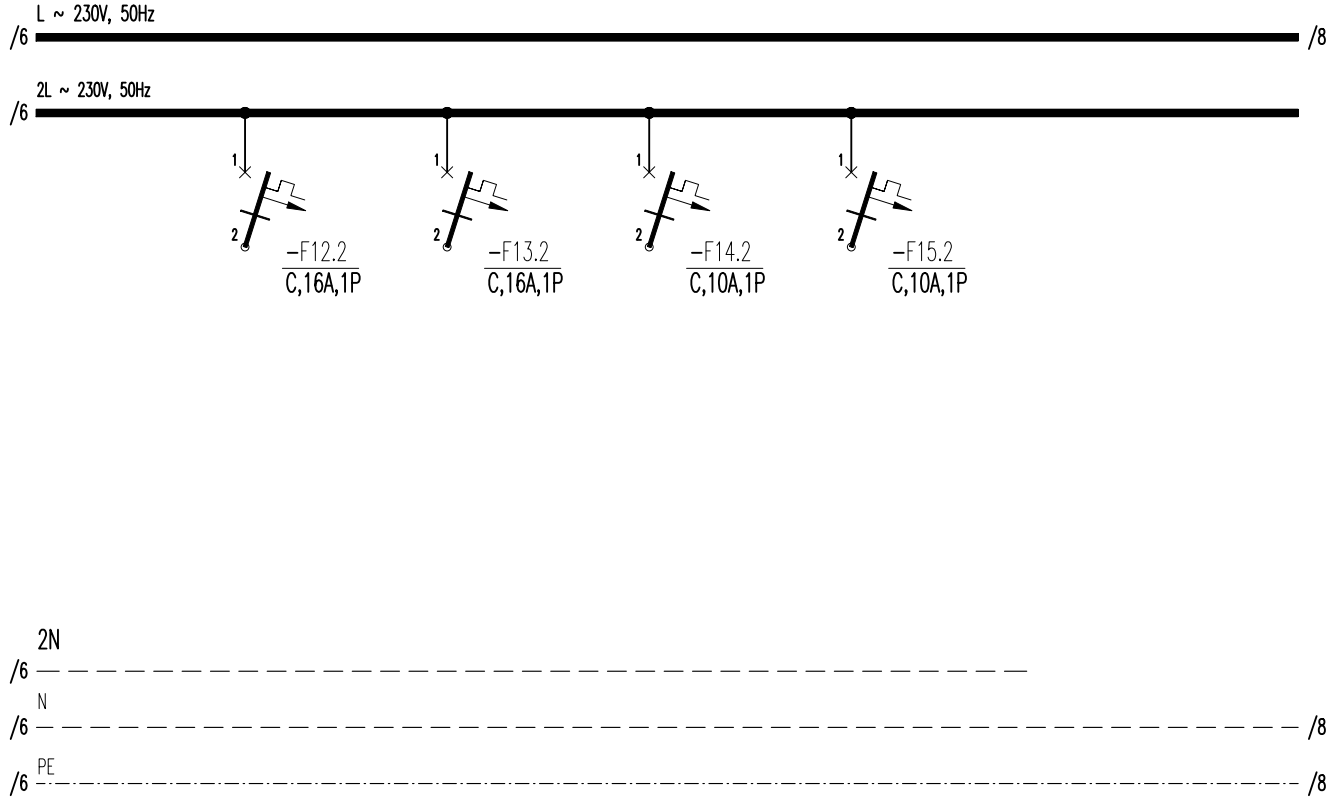 L ~ 230V, 50Hz
/6 /8
2L ~ 230V, 50Hz
/6
1 1 1 1
2 2 2 2
-F12.2 -F13.2 -F14.2 -F15.2
C,16A,1P C,16A,1P C,10A,1P C,10A,1P
2N
/6
N
/6 /8
PE
/6 /8